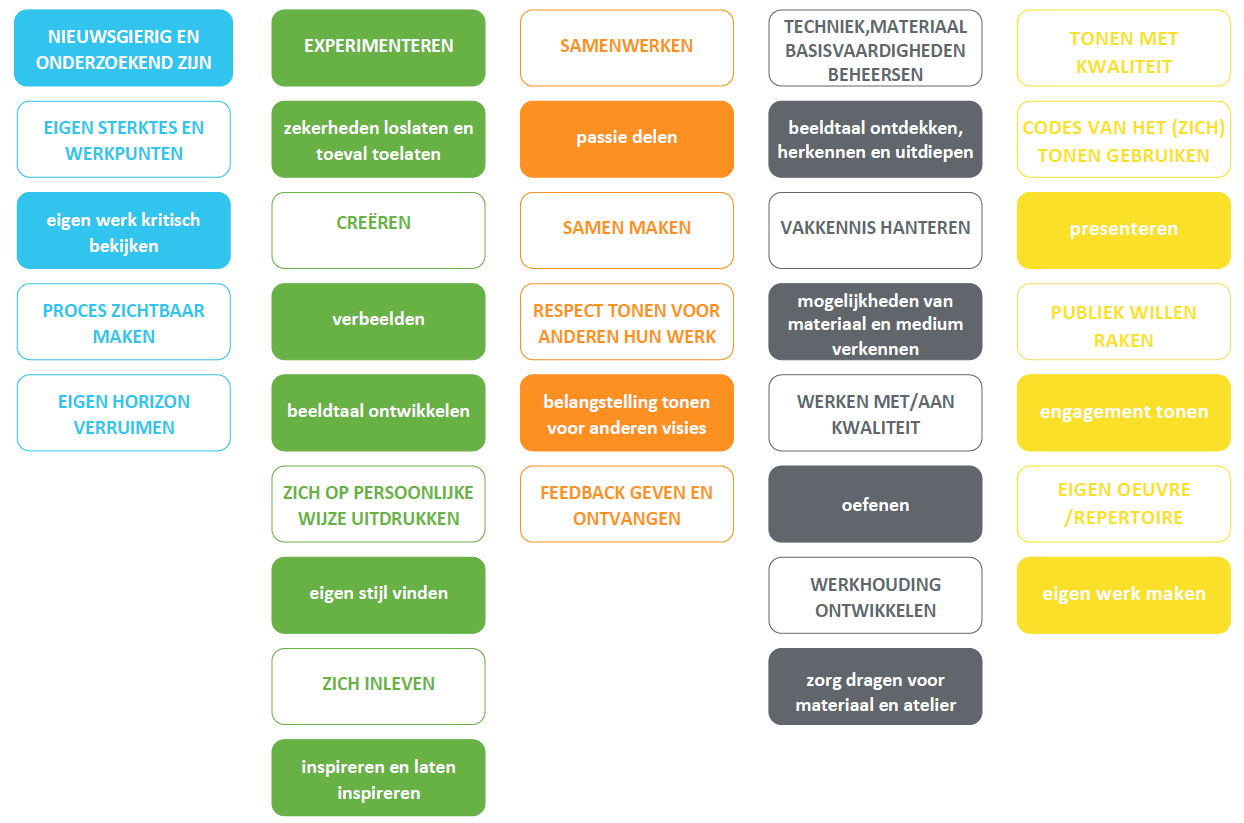 NIEUWSGIERIG EN
ONDERZOEKEND ZIJN
EIGEN STERKTES EN
WERKPUNTEN
eigen werk kritisch
bekijken
PROCES ZICHTBAAR
MAKEN
EIGEN HORIZON
VERRUIMEN
EXPERIMENTEREN
zekerheden loslaten en
toeval toelaten
CREËREN
verbeelden
beeldtaal ontwikkelen
ZICH OP PERSOONLIJKE
WIJZE UITDRUKKEN
eigen stijl vinden
ZICH INLEVEN
inspireren en laten
inspireren
SAMENWERKEN
passie delen
SAMEN MAKEN
RESPECT TONEN VOOR
ANDEREN HUN WERK
belangstelling tonen
voor anderen visies
FEEDBACK GEVEN EN
ONTVANGEN
TECHNIEK,MATERIAAL
BASISVAARDIGHEDEN
BEHEERSEN
beeldtaal ontdekken,
herkennen en uitdiepen
VAKKENNIS HANTEREN
mogelijkheden van
materiaal en medium
verkennen
WERKEN MET/AAN
KWALITEIT
oefenen
WERKHOUDING
ONTWIKKELEN
zorg dragen voor
materiaal en atelier
TONEN MET
KWALITEIT
CODES VAN HET (ZICH)
TONEN GEBRUIKEN
presenteren
PUBLIEK WILLEN
RAKEN
engagement tonen
EIGEN OEUVRE
/REPERTOIRE
eigen werk maken